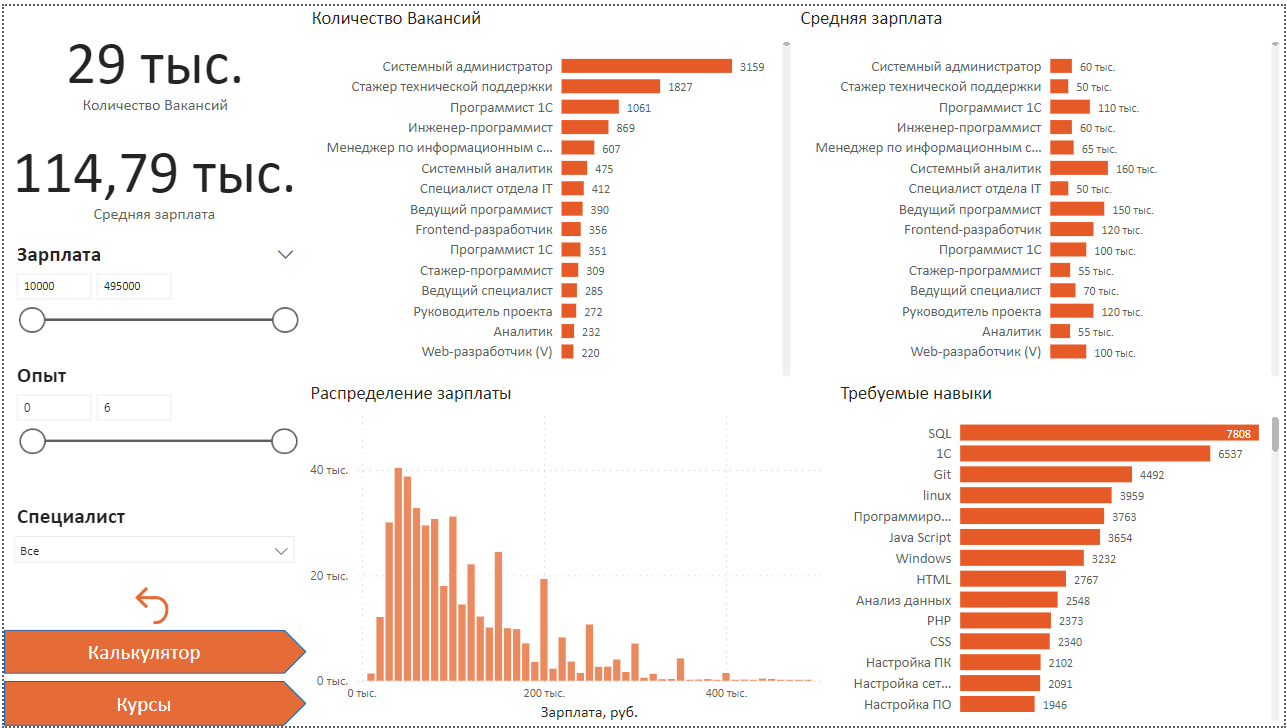 29 тыс.
Количество Вакансий
114,79 тыс.
Средняя зарплата
Зарплата
10000 495000
Опыт
0 6
Специалист
Все
Калькулятор
Курсы
Количество Вакансий
Системный администратор 3159
Стажер технической поддержки 1827
Программист 1С 1061
Инженер-программист 869
Менеджер по информационным с... 607
Системный аналитик 475
Специалист отдела IT 412
Ведущий программист 390
Frontend-разработчик 356
Программист 1С 351
Стажер-программист 309
Ведущий специалист 285
Руководитель проекта 272
Аналитик 232
Web-разработчик (V) 220
Средняя зарплата
Системный администратор 60 тыс.
Стажер технической поддержки 50 тыс.
Программист 1С 110 тыс.
Инженер-программист 60 тыс.
Менеджер по информационным с... 65 тыс.
Системный аналитик 160 тыс.
Специалист отдела IT 50 тыс.
Ведущий программист 150 тыс.
Frontend-разработчик 120 тыс.
Программист 1С 100 тыс.
Стажер-программист 55 тыс.
Ведущий специалист 70 тыс.
Руководитель проекта 120 тыс.
Аналитик 55 тыс.
Web-разработчик (V) 100 тыс.
Распределение зарплаты
40 тыс.
20 тыс.
0 тыс.
0 тыс. 200 тыс. 400 тыс.
Зарплата, руб.
Требуемые навыки
SQL 7808
1С 6537
Git 4492
linux 3959
Программиро... 3763
Java Script 3654
Windows 3232
HTML 2767
Анализ данных 2548
PHP 2373
CSS 2340
Настройка ПК 2102
Настройка сет... 2091
Настройка ПО 1946